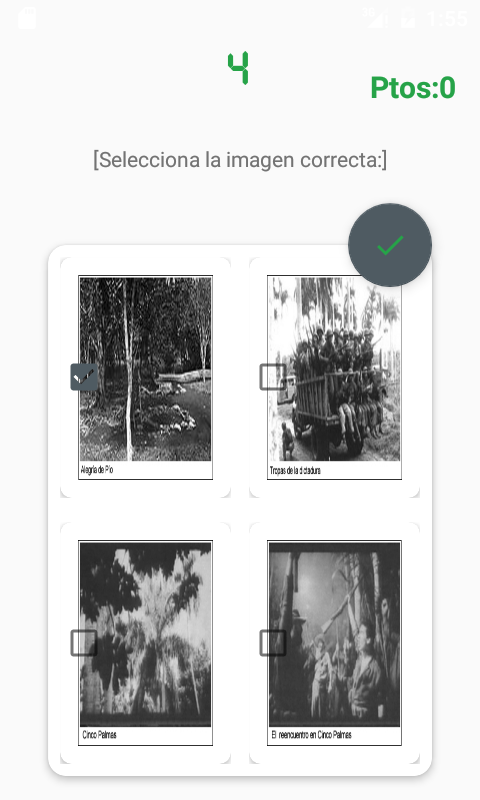 1:55
4
Ptos:0
[Selecciona la imagen correcta:]
Alegría de Pío
Tropas de la dictadura
Cinco Palmas
El reencuentro en Cinco Palmas